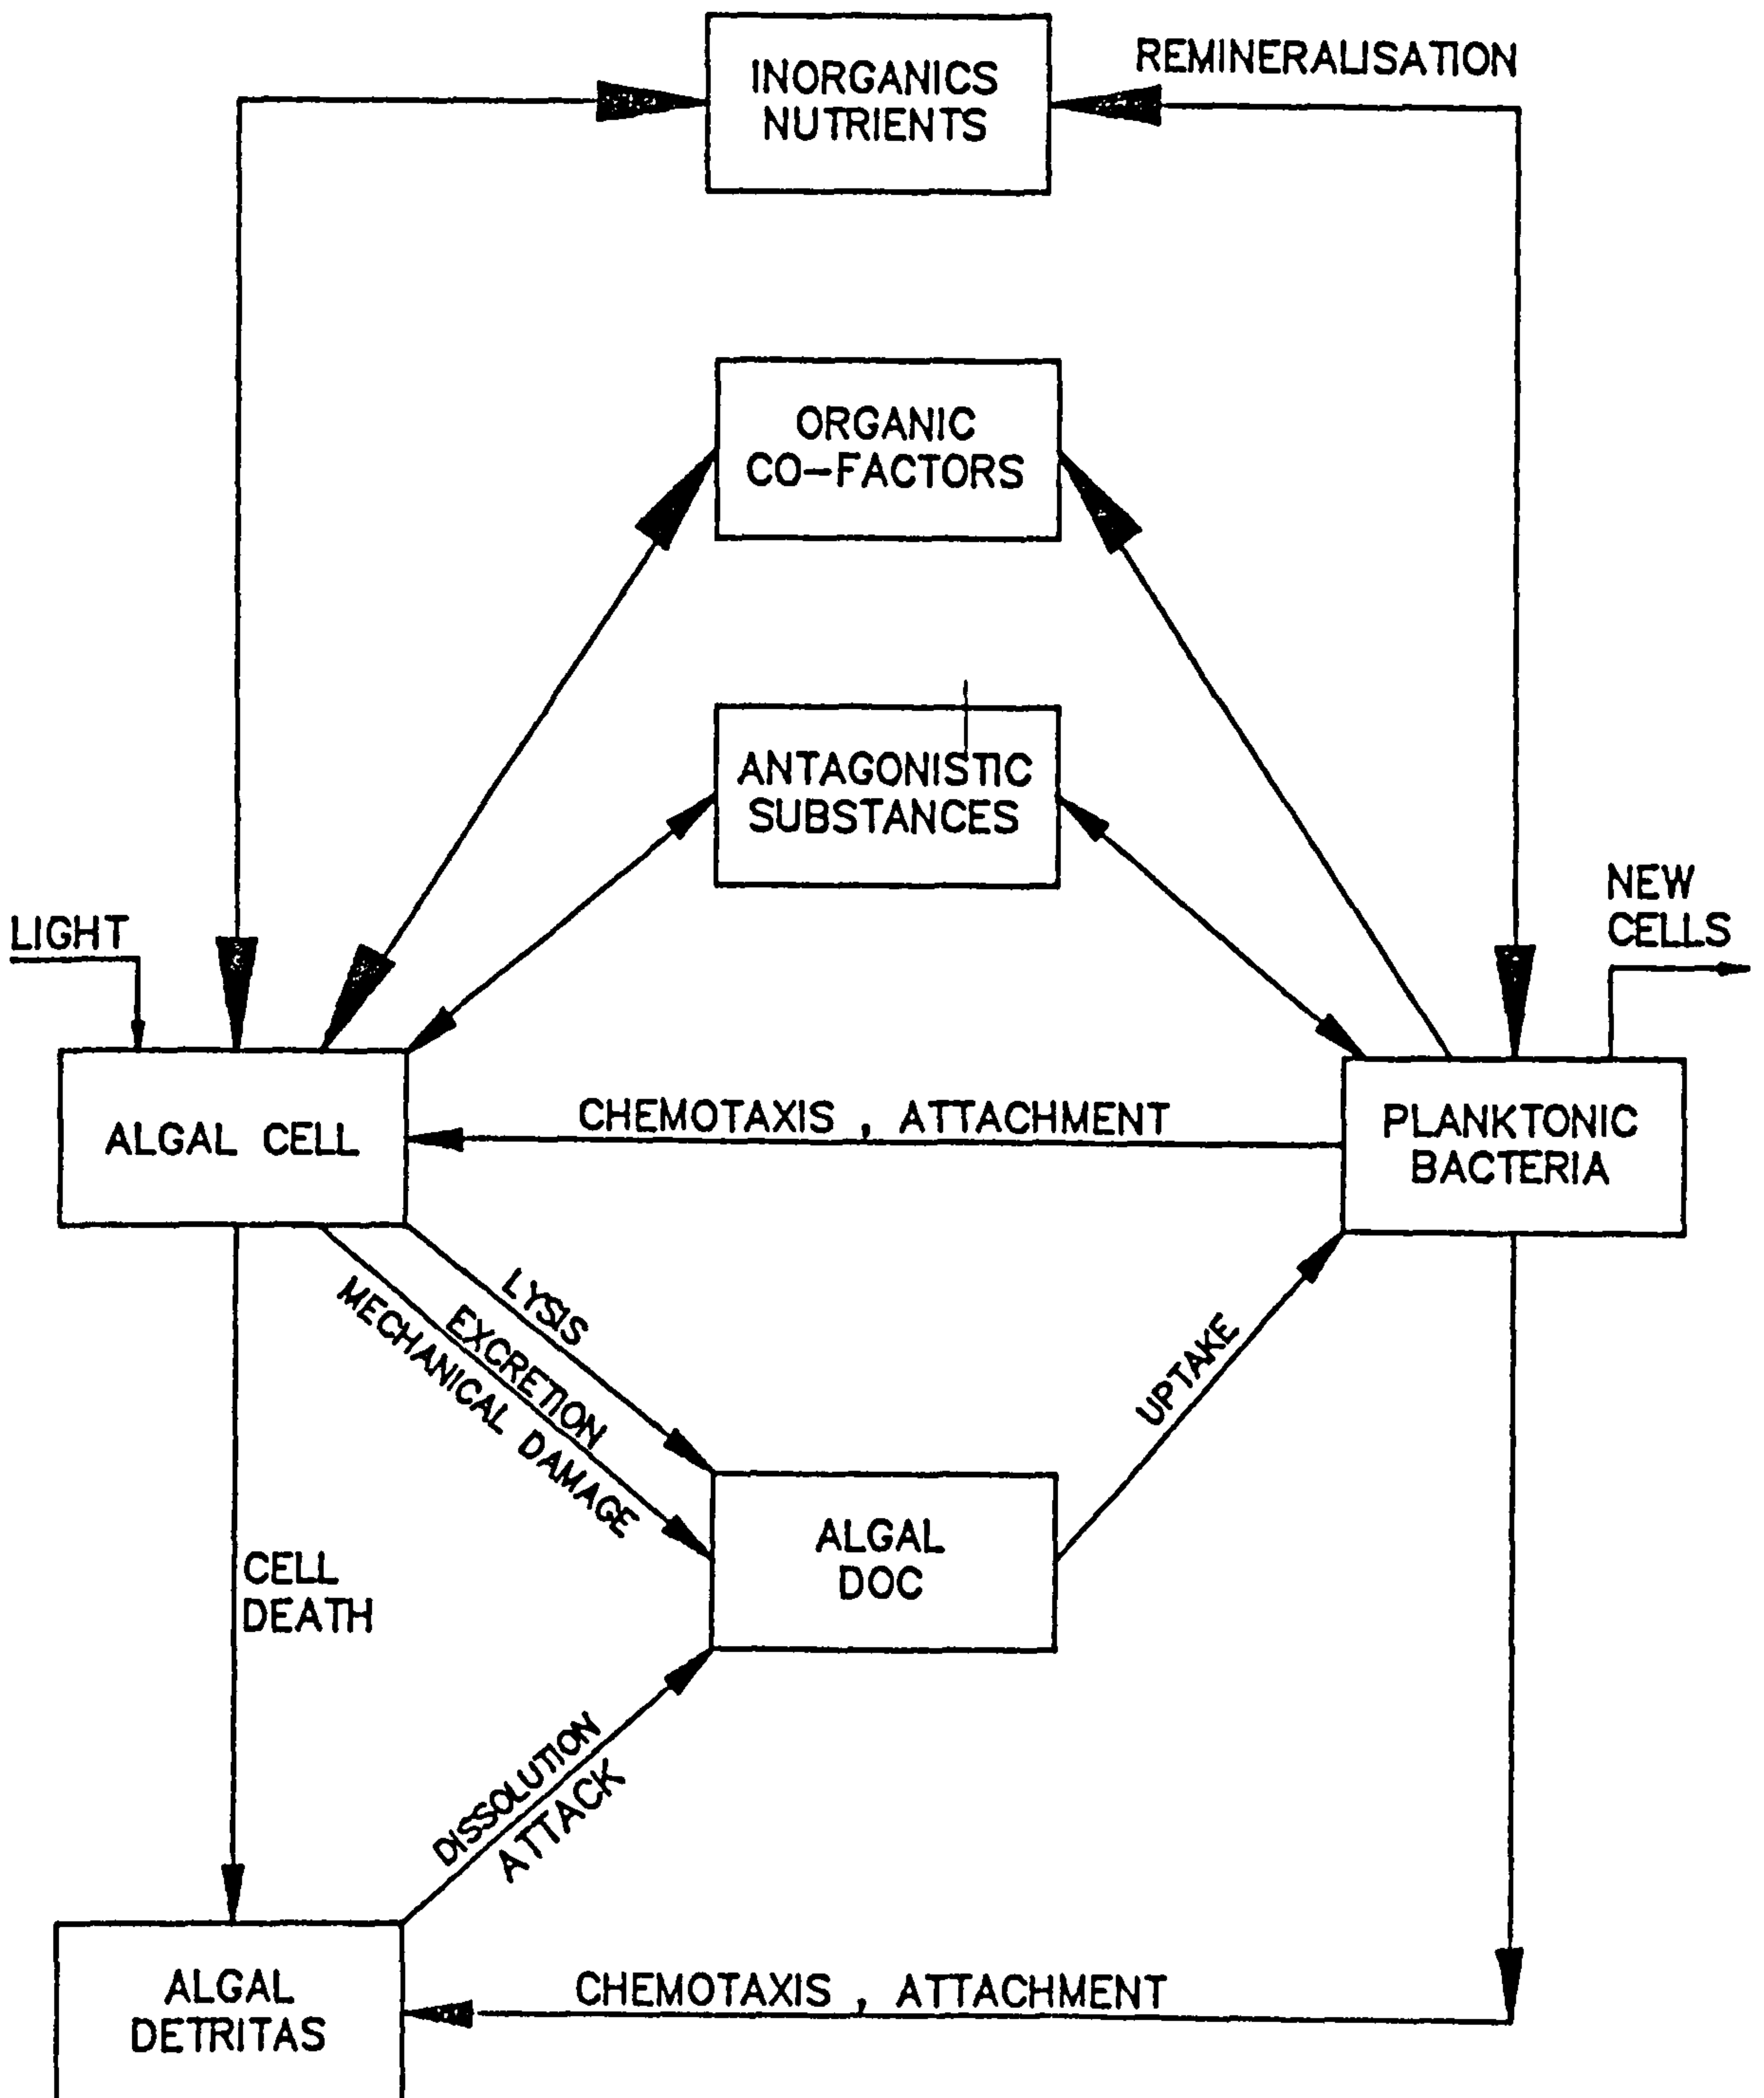 REMINERALISATION
INORGANICS
NUTRIENTS
ORGANIC
CO-FACTORS
ANTAGONISTIC
SUBSTANCES
NEW
CELLS
LIGHT
ALGAL CELL
CHEMOTAXIS , ATTACHMENT
PLANKTONIC
BACTERIA
LYSIS
EXCRETION
MECHANICAL DAMAGE
UPTAKE
ALGAL
DOC
CELL
DEATH
DISSOLUTION
ATTACK
ALGAL
DETRITAS
CHEMOTAXIS , ATTACHMENT